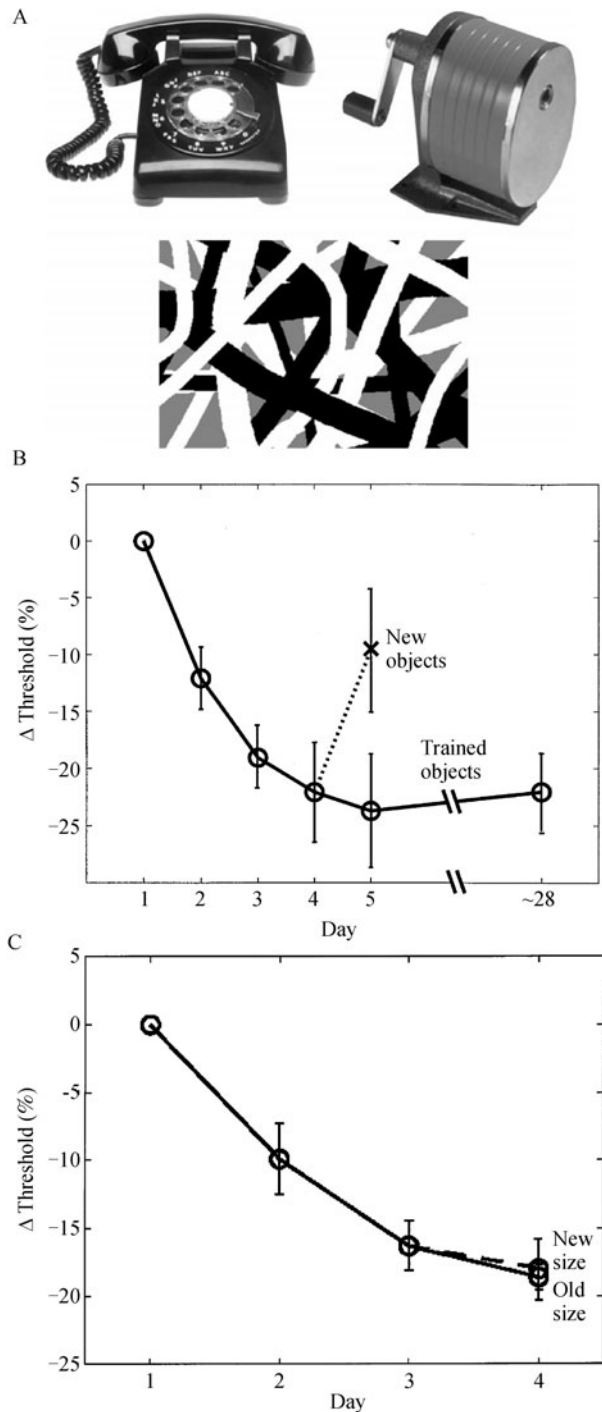 A
B
5
0
−5
−10
−15
−20
−25
Δ Threshold (%)
New
objects
Trained
objects
1 2 3 4 5 ~28
Day
C
5
0
-5
−10
−15
−20
−25
Δ Threshold (%)
New
size
Old
size
1 2 3 4
Day